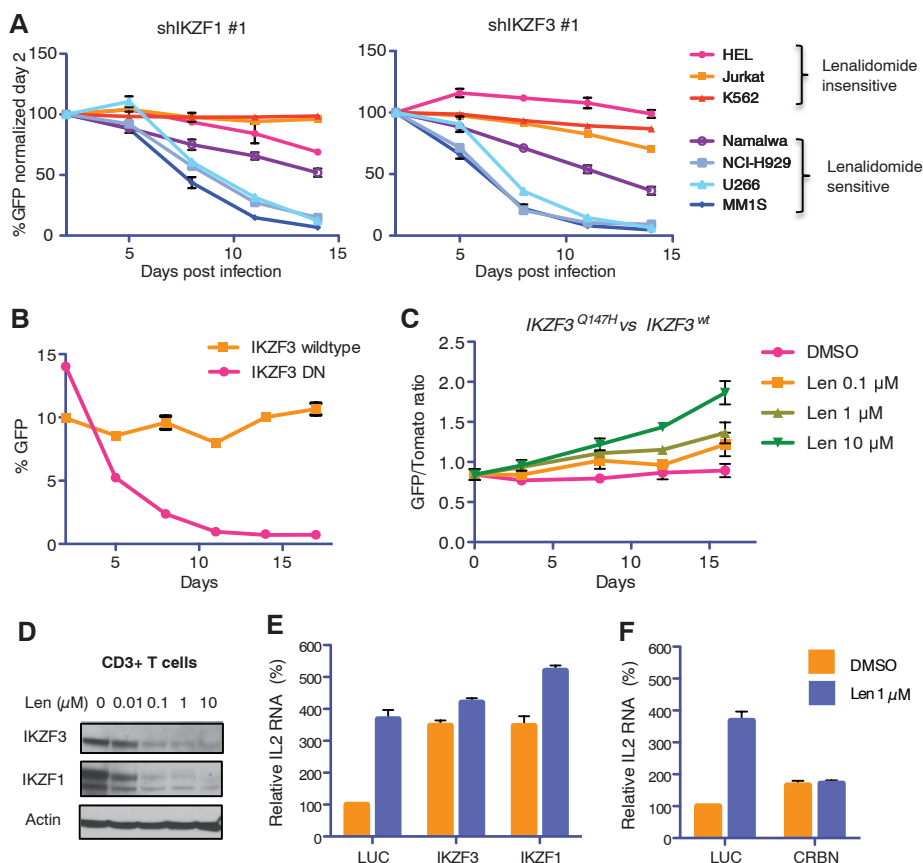 A
shIKZF1 #1
shIKZF3 #1
%GFP normalized day 2
150
100
50
0
5
10
15
Days post infection
150
100
50
0
5
10
15
Days post infection
HEL
Jurkat
K562
Lenalidomide
insensitive
Namalwa
NCI-H929
U266
MM1S
Lenalidomide
sensitive
B
IKZF3 wildtype
IKZF3 DN
% GFP
15
10
5
0
5
10
15
Days
C
IKZF3 Q147H vs IKZF3 wt
GFP/Tomato ratio
2.5
2.0
1.5
1.0
0.5
0.0
0
5
10
15
Days
DMSO
Len 0.1 µM
Len 1 µM
Len 10 µM
D
CD3+ T cells
Len (µM) 0 0.01 0.1 1 10
IKZF3
IKZF1
Actin
E
Relative IL2 RNA (%)
600
500
400
300
200
100
0
LUC IKZF3 IKZF1
F
Relative IL2 RNA (%)
600
500
400
300
200
100
0
LUC CRBN
DMSO
Len 1 µM